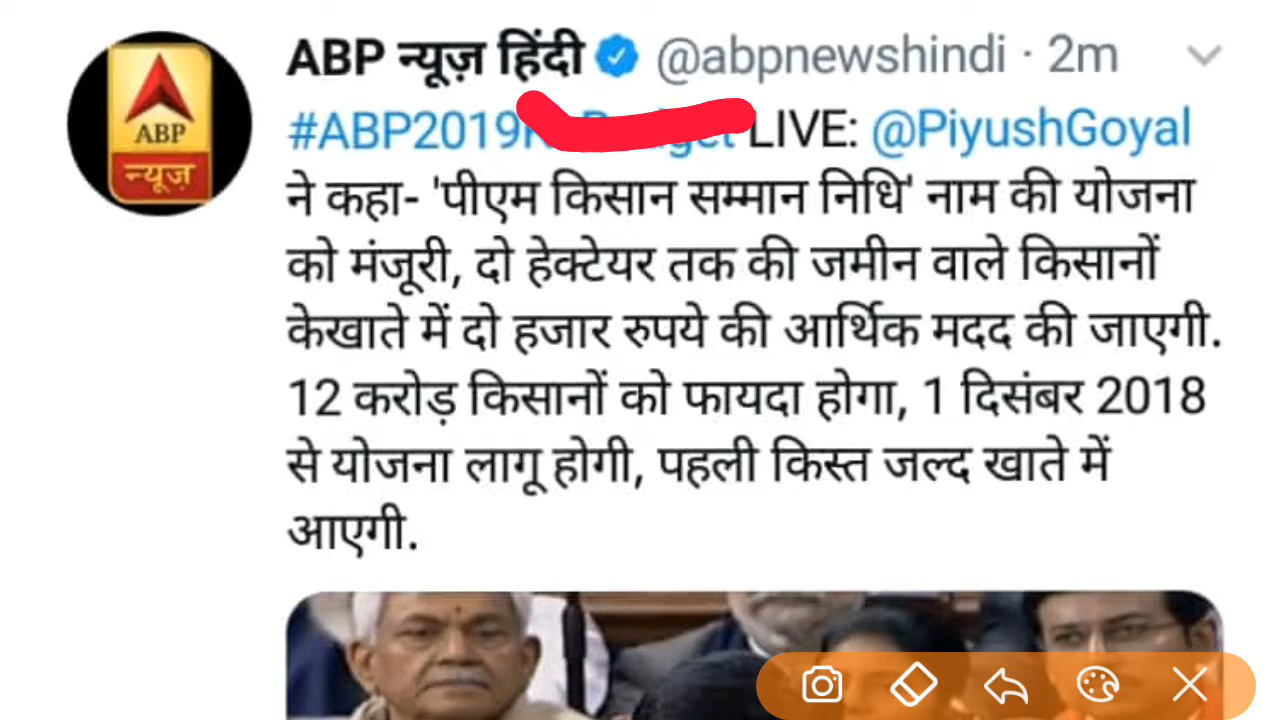 ABP न्यूज़ हिंदी @abpnewshindi · 2m
ABP
न्यूज़
LIVE: @PiyushGoyal
ने कहा- 'पीएम किसान सम्मान निधि' नाम की योजना
को मंजूरी, दो हेक्टेयर तक की जमीन वाले किसानों
केखाते में दो हजार रुपये की आर्थिक मदद की जाएगी.
12 करोड़ किसानों को फायदा होगा, 1 दिसंबर 2018
से योजना लागू होगी, पहली किस्त जल्द खाते में
आएगी.